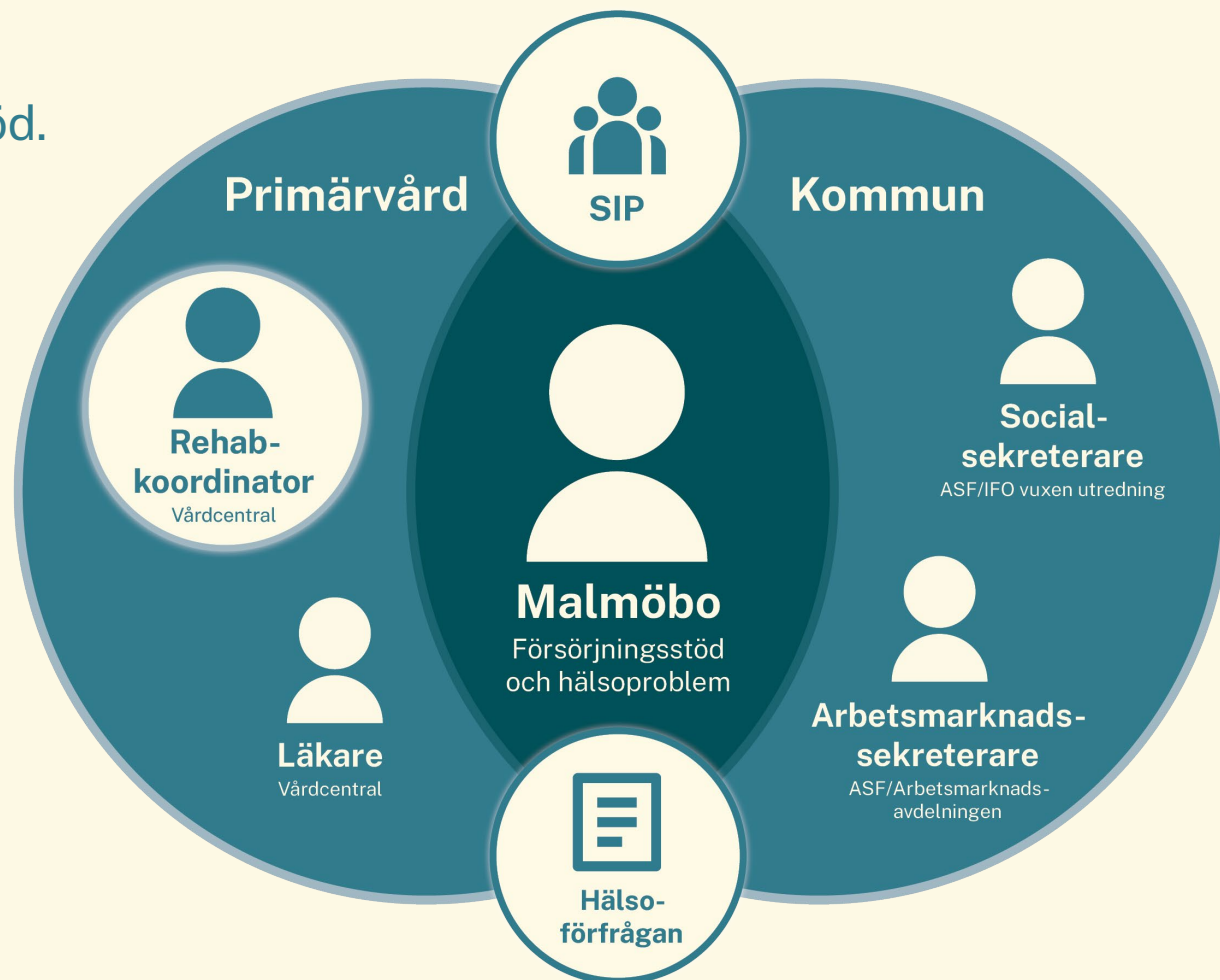 öd.
SIP
Primärvård
Kommun
Rehab-
koordinator
Vårdcentral
Social-
sekreterare
ASF/IFO vuxen utredning
Malmöbo
Försörjningsstöd
och hälsoproblem
Läkare
Vårdcentral
Arbetsmarknads-
sekreterare
ASF/Arbetsmarknads-
avdelningen
Hälso-
förfrågan